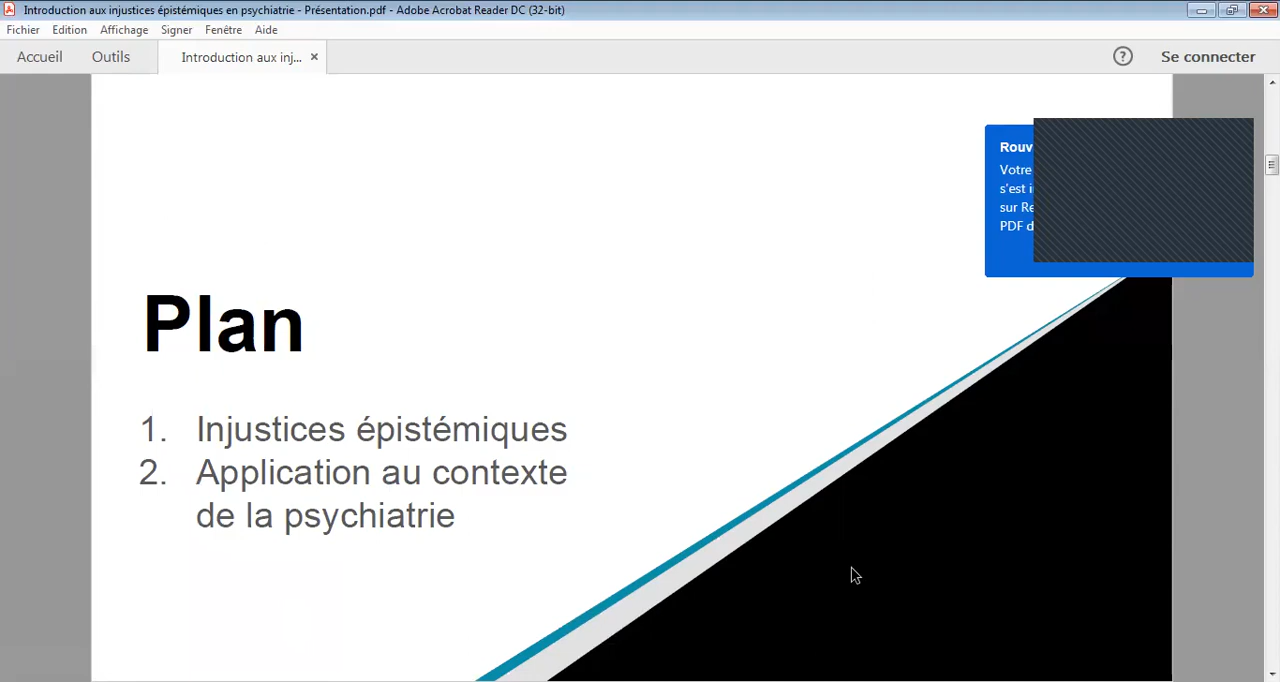 Introduction aux injustices épistémiques en psychiatrie - Présentation.pdf - Adobe Acrobat Reader DC (32-bit)
Fichier Edition Affichage Signer Fenêtre Aide
Accueil Outils Introduction aux inj... × ? Se connecter
Votre
s'est
PDF
Plan
1. Injustices épistémiques
2. Application au contexte
de la psychiatrie